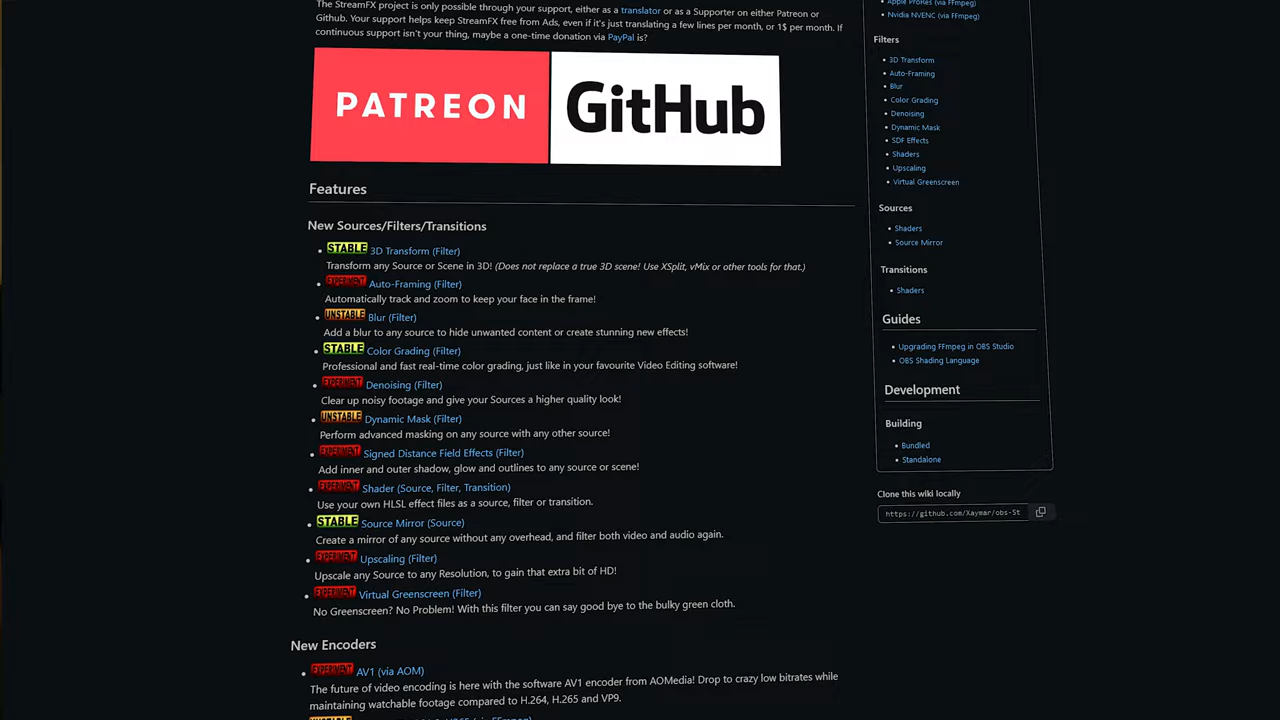 The StreamFX project is only possible through your support, either as a translator or as a Supporter on either Patreon or
Github. Your support helps keep StreamFX free from Ads, even if it's just translating a few lines per month, or 1$ per month. If
continuous support isn't your thing, maybe a one-time donation via PayPal is?
PATREON
GitHub
Features
New Sources/Filters/Transitions
STABLE 3D Transform (Filter)
Transform any Source or Scene in 3D! (Does not replace a true 3D scene! Use XSplit, vMix or other tools for that.)
EXPERIMENT Auto-Framing (Filter)
Automatically track and zoom to keep your face in the frame!
UNSTABLE Blur (Filter)
Add a blur to any source to hide unwanted content or create stunning new effects!
STABLE Color Grading (Filter)
Professional and fast real-time color grading, just like in your favourite Video Editing software!
EXPERIMENT Denoising (Filter)
Clear up noisy footage and give your Sources a higher quality look!
UNSTABLE Dynamic Mask (Filter)
Perform advanced masking on any source with any other source!
EXPERIMENT Signed Distance Field Effects (Filter)
Add inner and outer shadow, glow and outlines to any source or scene!
EXPERIMENT Shader (Source, Filter, Transition)
Use your own HLSL effect files as a source, filter or transition.
STABLE Source Mirror (Source)
Create a mirror of any source without any overhead, and filter both video and audio again.
EXPERIMENT Upscaling (Filter)
Upscale any Source to any Resolution, to gain that extra bit of HD!
EXPERIMENT Virtual Greenscreen (Filter)
No Greenscreen? No Problem! With this filter you can say good bye to the bulky green cloth.
New Encoders
EXPERIMENT AV1 (via AOM)
The future of video encoding is here with the software AV1 encoder from AOMedia! Drop to crazy low bitrates while
maintaining watchable footage compared to H.264, H.265 and VP9.
Apple ProRes (via FFmpeg)
Nvidia NVENC (via FFmpeg)
Filters
3D Transform
Auto-Framing
Blur
Color Grading
Denoising
Dynamic Mask
SDF Effects
Shaders
Upscaling
Virtual Greenscreen
Sources
Shaders
Source Mirror
Transitions
Shaders
Guides
Upgrading FFmpeg in OBS Studio
OBS Shading Language
Development
Building
Bundled
Standalone
Clone this wiki locally
https://github.com/Xaymar/obs-St